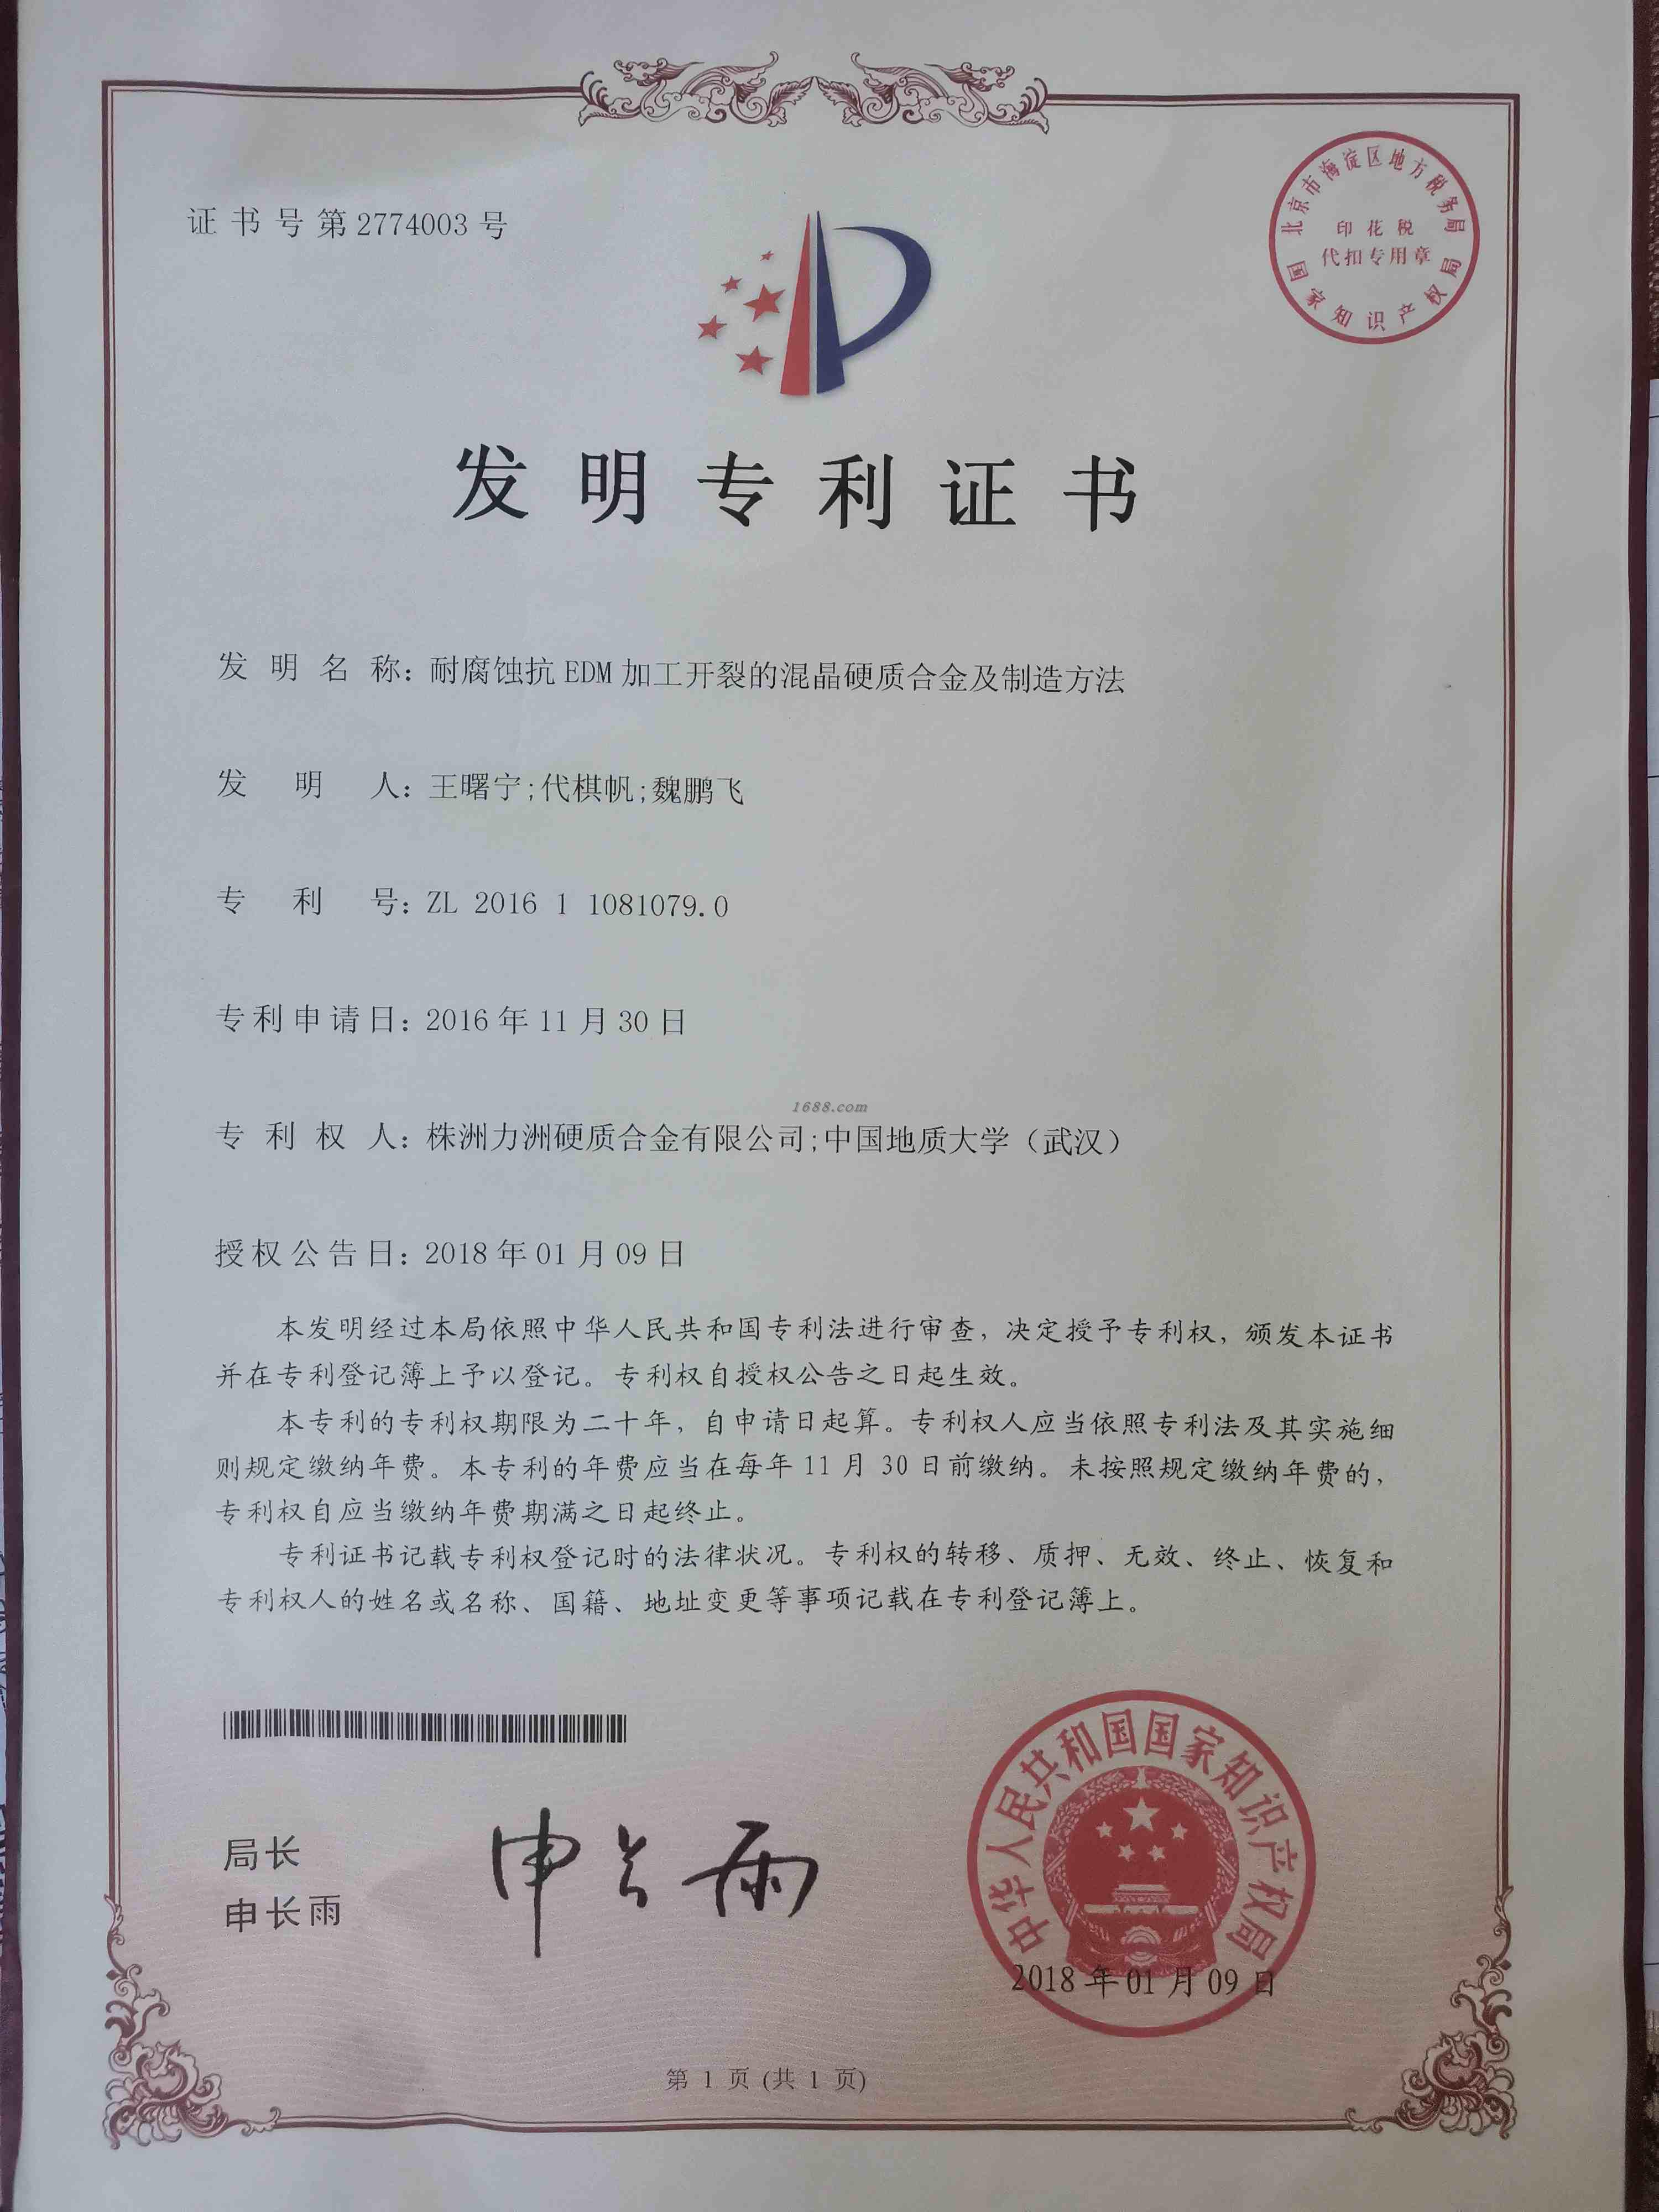 证书号第2774003号
北京市海淀区地方税务局
印花税
代扣专用章
国家知识产权局
发明专利证书
发明名称：耐腐蚀抗EDM加工开裂的混晶硬质合金及制造方法
发明人：王曙宁;代棋帆;魏鹏飞
专利号：ZL 2016 1 1081079.0
专利申请日：2016年11月30日
1688.com
专利权人：株洲力洲硬质合金有限公司;中国地质大学（武汉）
授权公告日：2018年01月09日
本发明经过本局依照中华人民共和国专利法进行审查，决定授予专利权，颁发本证书
并在专利登记簿上予以登记。专利权自授权公告之日起生效。
本专利的专利权期限为二十年，自申请日起算。专利权人应当依照专利法及其实施细
则规定缴纳年费。本专利的年费应当在每年11月30日前缴纳。未按照规定缴纳年费的，
专利权自应当缴纳年费期满之日起终止。
专利证书记载专利权登记时的法律状况。专利权的转移、质押、无效、终止、恢复和
专利权人的姓名或名称、国籍、地址变更等事项记载在专利登记簿上。
局长
申长雨
申长雨
中华人民共和国国家知识产权局
2018年01月09日
第1页(共1页)